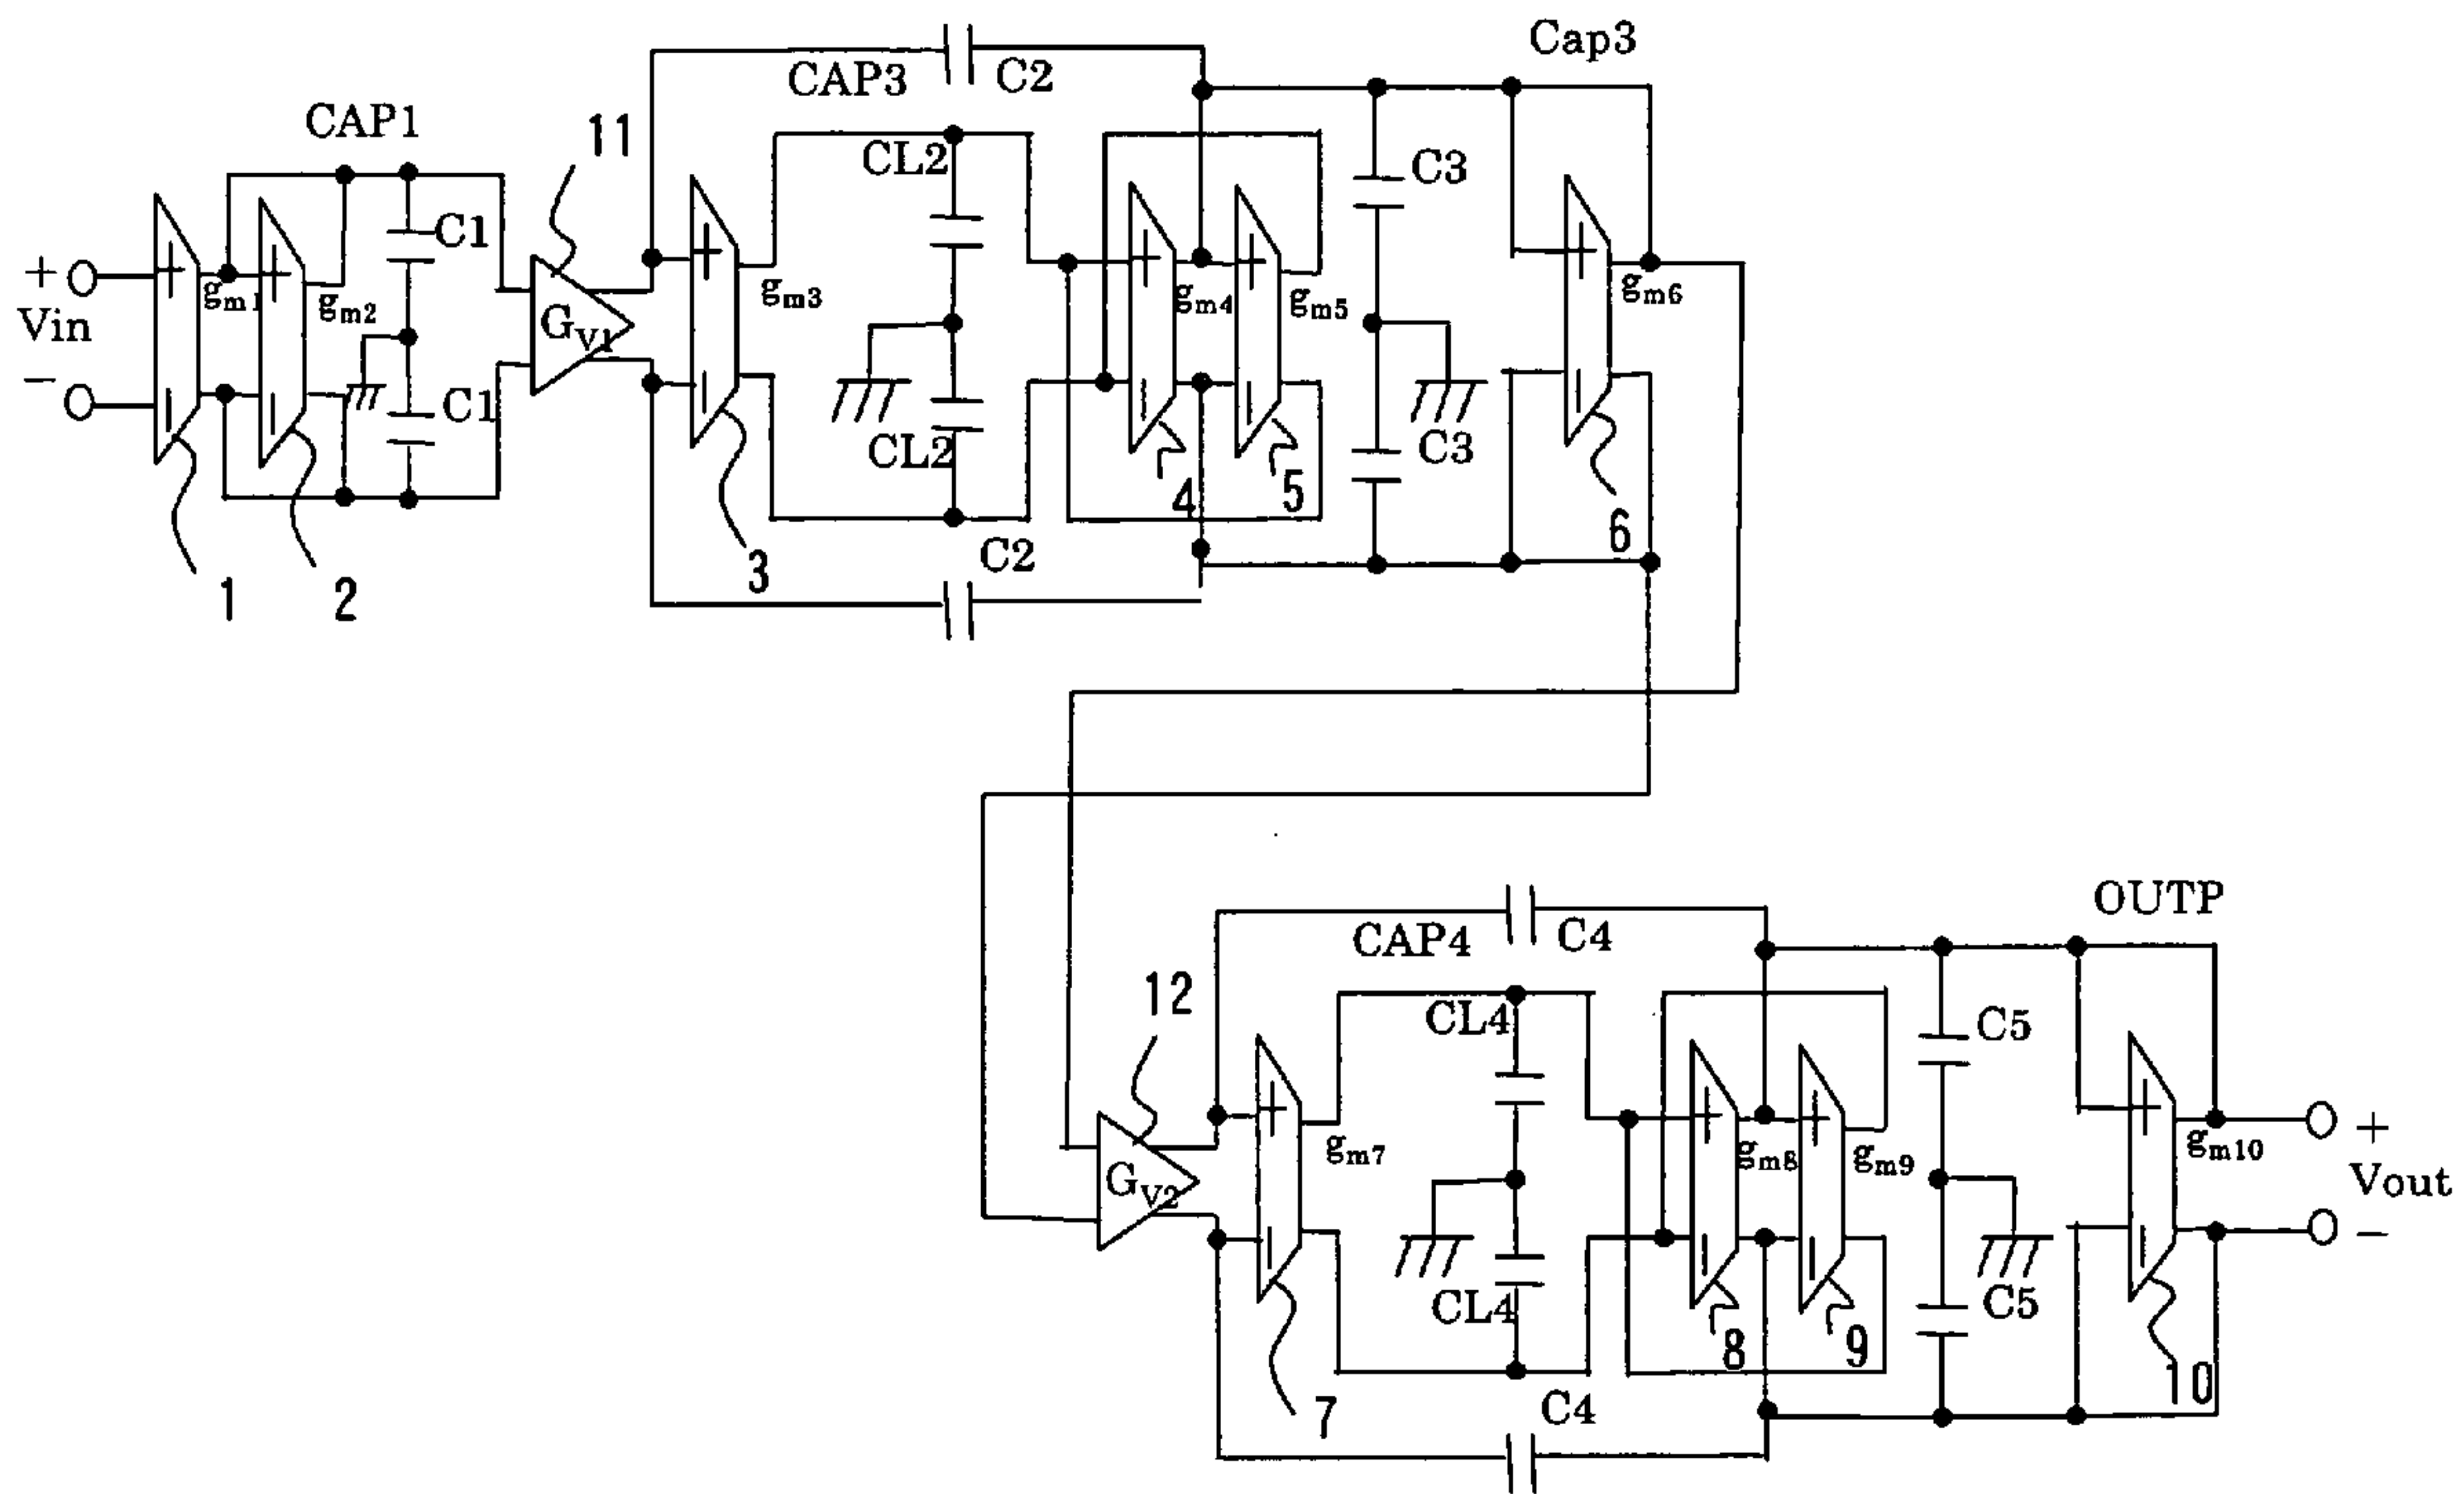 Cap3
CAP3
C2
CAP1
11
CL2
C3
C1
+
Vin
−
gm1
gm2
GV1
gm3
gm4
gm5
gm6
C1
CL2
C3
4
5
6
C2
3
1
2
OUTP
CAP4
C4
12
CL4
C5
gm7
gm8
gm9
gm10
+
Vout
−
GV2
CL4
C5
8
9
10
C4
7